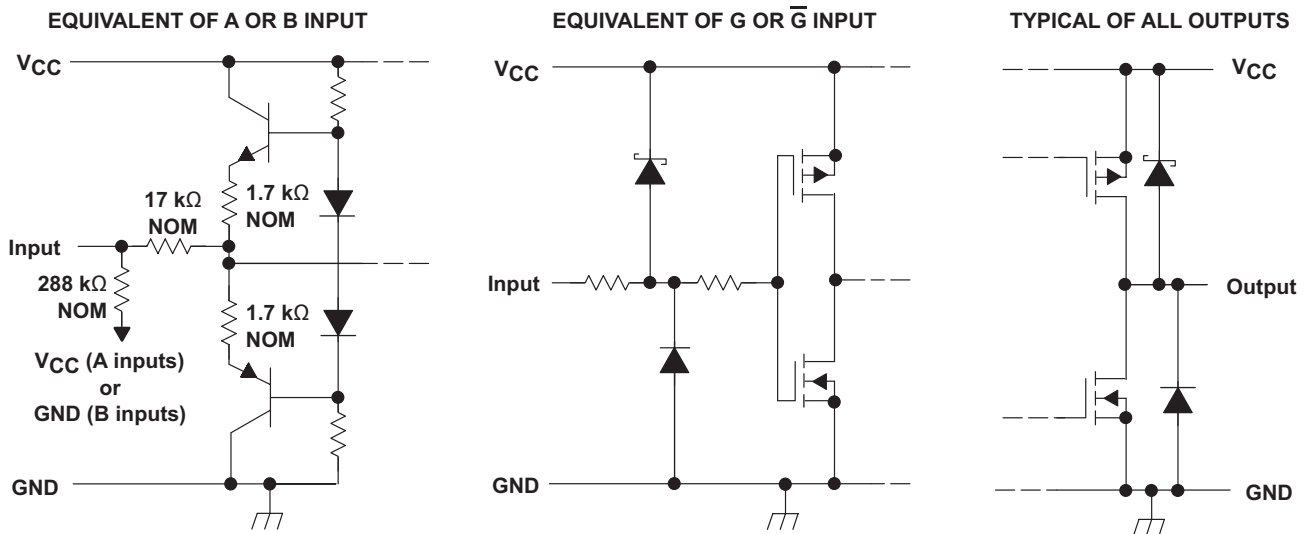 EQUIVALENT OF A OR B INPUT
VCC
17 kΩ
NOM
1.7 kΩ
NOM
Input
288 kΩ
NOM
1.7 kΩ
NOM
VCC (A inputs)
or
GND (B inputs)
GND
EQUIVALENT OF G OR G̅ INPUT
VCC
Input
GND
TYPICAL OF ALL OUTPUTS
VCC
Output
GND